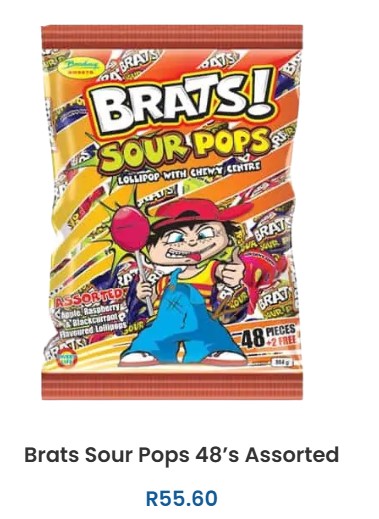 Bombay
SWEETS
BRATS!
SOUR POPS
LOLLIPOP WITH CHEWY CENTRE
ASSORTED
Apple, Raspberry
& Blackcurrant
Flavoured Lollipops
48 PIECES
+2 FREE
Brats Sour Pops 48’s Assorted
R55.60